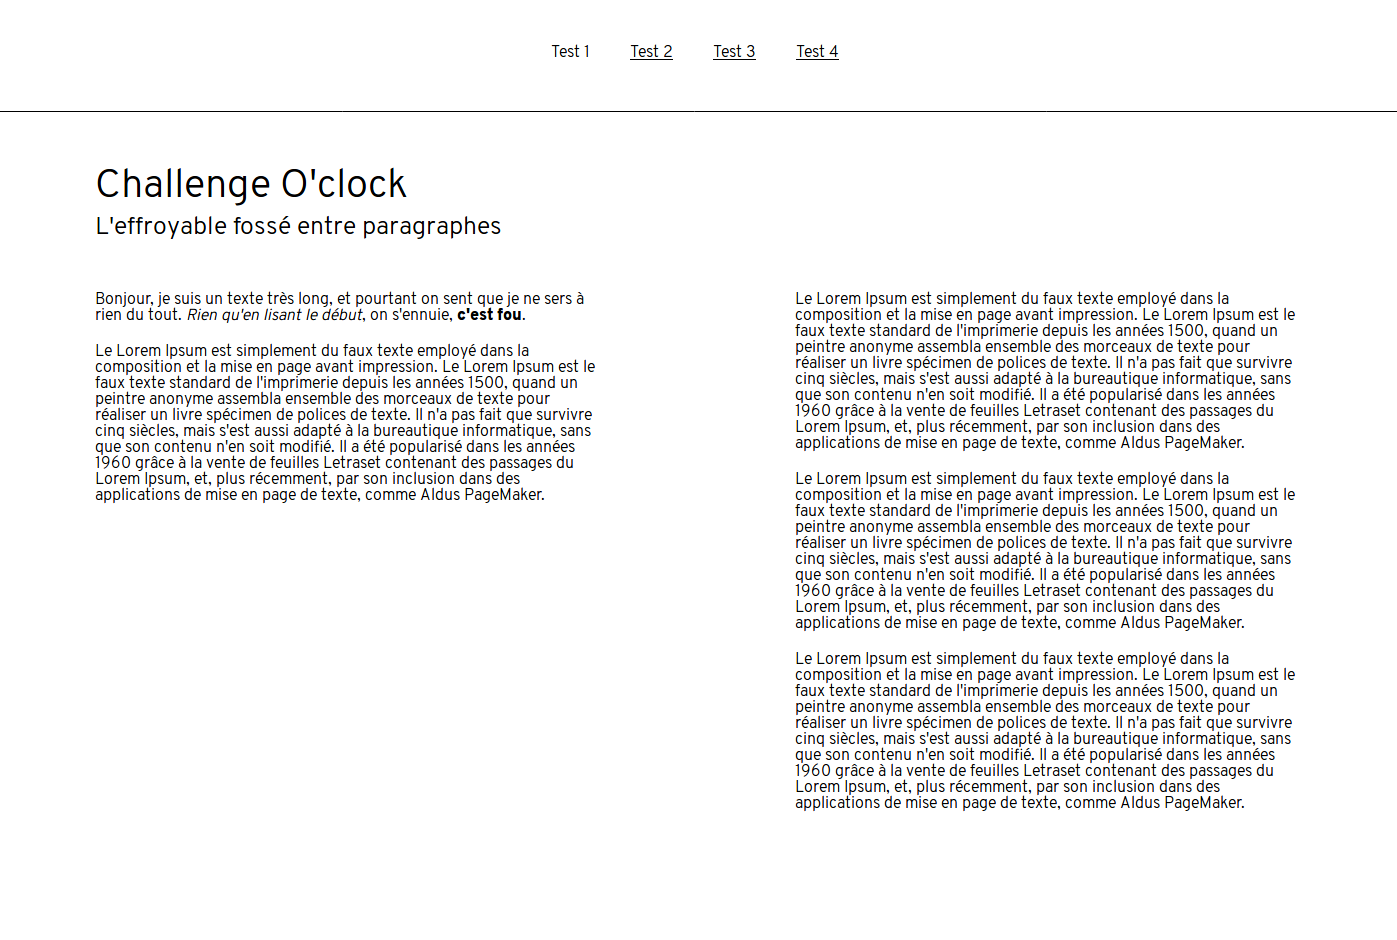 Test 1 Test 2 Test 3 Test 4
Challenge O'clock
L'effroyable fossé entre paragraphes
Bonjour, je suis un texte très long, et pourtant on sent que je ne sers à
rien du tout. Rien qu'en lisant le début, on s'ennuie, c'est fou.
Le Lorem Ipsum est simplement du faux texte employé dans la
composition et la mise en page avant impression. Le Lorem Ipsum est le
faux texte standard de l'imprimerie depuis les années 1500, quand un
peintre anonyme assembla ensemble des morceaux de texte pour
réaliser un livre spécimen de polices de texte. Il n'a pas fait que survivre
cinq siècles, mais s'est aussi adapté à la bureautique informatique, sans
que son contenu n'en soit modifié. Il a été popularisé dans les années
1960 grâce à la vente de feuilles Letraset contenant des passages du
Lorem Ipsum, et, plus récemment, par son inclusion dans des
applications de mise en page de texte, comme Aldus PageMaker.
Le Lorem Ipsum est simplement du faux texte employé dans la
composition et la mise en page avant impression. Le Lorem Ipsum est le
faux texte standard de l'imprimerie depuis les années 1500, quand un
peintre anonyme assembla ensemble des morceaux de texte pour
réaliser un livre spécimen de polices de texte. Il n'a pas fait que survivre
cinq siècles, mais s'est aussi adapté à la bureautique informatique, sans
que son contenu n'en soit modifié. Il a été popularisé dans les années
1960 grâce à la vente de feuilles Letraset contenant des passages du
Lorem Ipsum, et, plus récemment, par son inclusion dans des
applications de mise en page de texte, comme Aldus PageMaker.
Le Lorem Ipsum est simplement du faux texte employé dans la
composition et la mise en page avant impression. Le Lorem Ipsum est le
faux texte standard de l'imprimerie depuis les années 1500, quand un
peintre anonyme assembla ensemble des morceaux de texte pour
réaliser un livre spécimen de polices de texte. Il n'a pas fait que survivre
cinq siècles, mais s'est aussi adapté à la bureautique informatique, sans
que son contenu n'en soit modifié. Il a été popularisé dans les années
1960 grâce à la vente de feuilles Letraset contenant des passages du
Lorem Ipsum, et, plus récemment, par son inclusion dans des
applications de mise en page de texte, comme Aldus PageMaker.
Le Lorem Ipsum est simplement du faux texte employé dans la
composition et la mise en page avant impression. Le Lorem Ipsum est le
faux texte standard de l'imprimerie depuis les années 1500, quand un
peintre anonyme assembla ensemble des morceaux de texte pour
réaliser un livre spécimen de polices de texte. Il n'a pas fait que survivre
cinq siècles, mais s'est aussi adapté à la bureautique informatique, sans
que son contenu n'en soit modifié. Il a été popularisé dans les années
1960 grâce à la vente de feuilles Letraset contenant des passages du
Lorem Ipsum, et, plus récemment, par son inclusion dans des
applications de mise en page de texte, comme Aldus PageMaker.